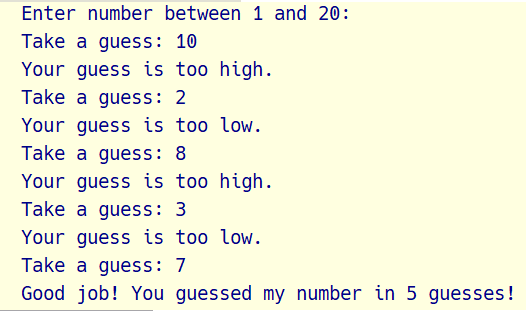 Enter number between 1 and 20:
Take a guess: 10
Your guess is too high.
Take a guess: 2
Your guess is too low.
Take a guess: 8
Your guess is too high.
Take a guess: 3
Your guess is too low.
Take a guess: 7
Good job! You guessed my number in 5 guesses!